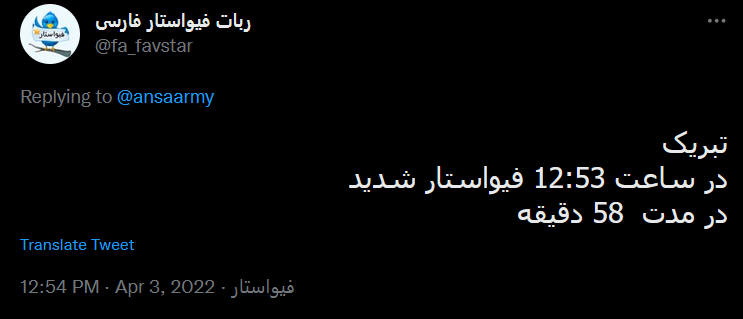 ربات فیواستار فارسی
@fa_favstar
فیواستار
Replying to @ansaarmy
تبریک
در ساعت 12:53 فیواستار شدید
در مدت 58 دقیقه
Translate Tweet
12:54 PM · Apr 3, 2022 · فیواستار